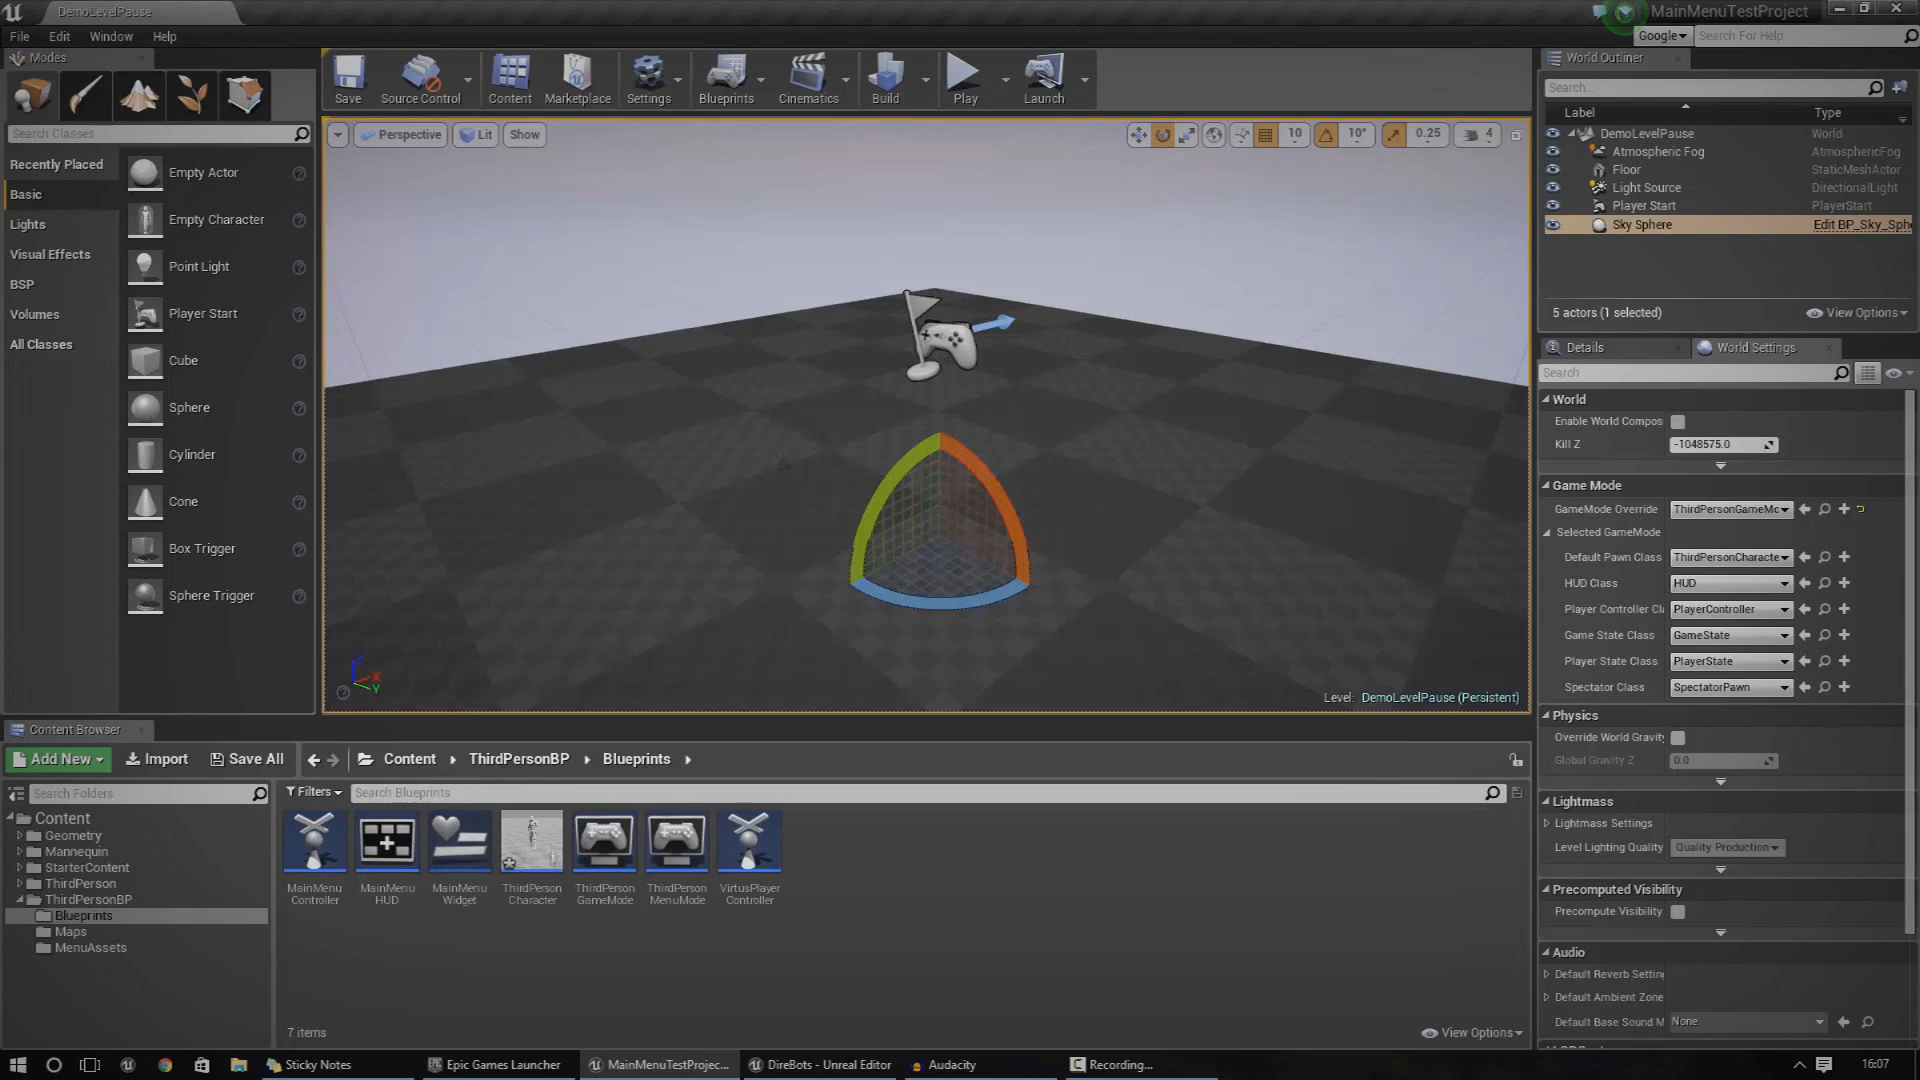 DemoLevelPause
MainMenuTestProject
File Edit Window Help
Google
Search For Help
Modes
Search Classes
Recently Placed
Basic
Lights
Visual Effects
BSP
Volumes
All Classes
Empty Actor
Empty Character
Point Light
Player Start
Cube
Sphere
Cylinder
Cone
Box Trigger
Sphere Trigger
Save
Source Control
Content
Marketplace
Settings
Blueprints
Cinematics
Build
Play
Launch
Perspective
Lit
Show
10
10°
0.25
4
Z
X
Y
Level: DemoLevelPause (Persistent)
World Outliner
Search...
Label Type
DemoLevelPause World
Atmospheric Fog AtmosphericFog
Floor StaticMeshActor
Light Source DirectionalLight
Player Start PlayerStart
Sky Sphere Edit BP_Sky_Sph
5 actors (1 selected)
View Options
Details
World Settings
Search
World
Enable World Compos
Kill Z -1048575.0
Game Mode
GameMode Override ThirdPersonGameMo
Selected GameMode
Default Pawn Class ThirdPersonCharacte
HUD Class HUD
Player Controller Cl PlayerController
Game State Class GameState
Player State Class PlayerState
Spectator Class SpectatorPawn
Physics
Override World Gravit
Global Gravity Z 0.0
Lightmass
Lightmass Settings
Level Lighting Quality Quality Production
Precomputed Visibility
Precompute Visibility
Audio
Default Reverb Settin
Default Ambient Zone
Default Base Sound M None
Content Browser
Add New
Import
Save All
Content
ThirdPersonBP
Blueprints
Search Folders
Filters
Search Blueprints
Content
Geometry
Mannequin
StarterContent
ThirdPerson
ThirdPersonBP
Blueprints
Maps
MenuAssets
MainMenu
Controller
MainMenu
HUD
MainMenu
Widget
ThirdPerson
Character
ThirdPerson
GameMode
ThirdPerson
MenuMode
VirtusPlayer
Controller
7 items
View Options
Sticky Notes
Epic Games Launcher
MainMenuTestProjec...
DireBots - Unreal Editor
Audacity
Recording...
16:07